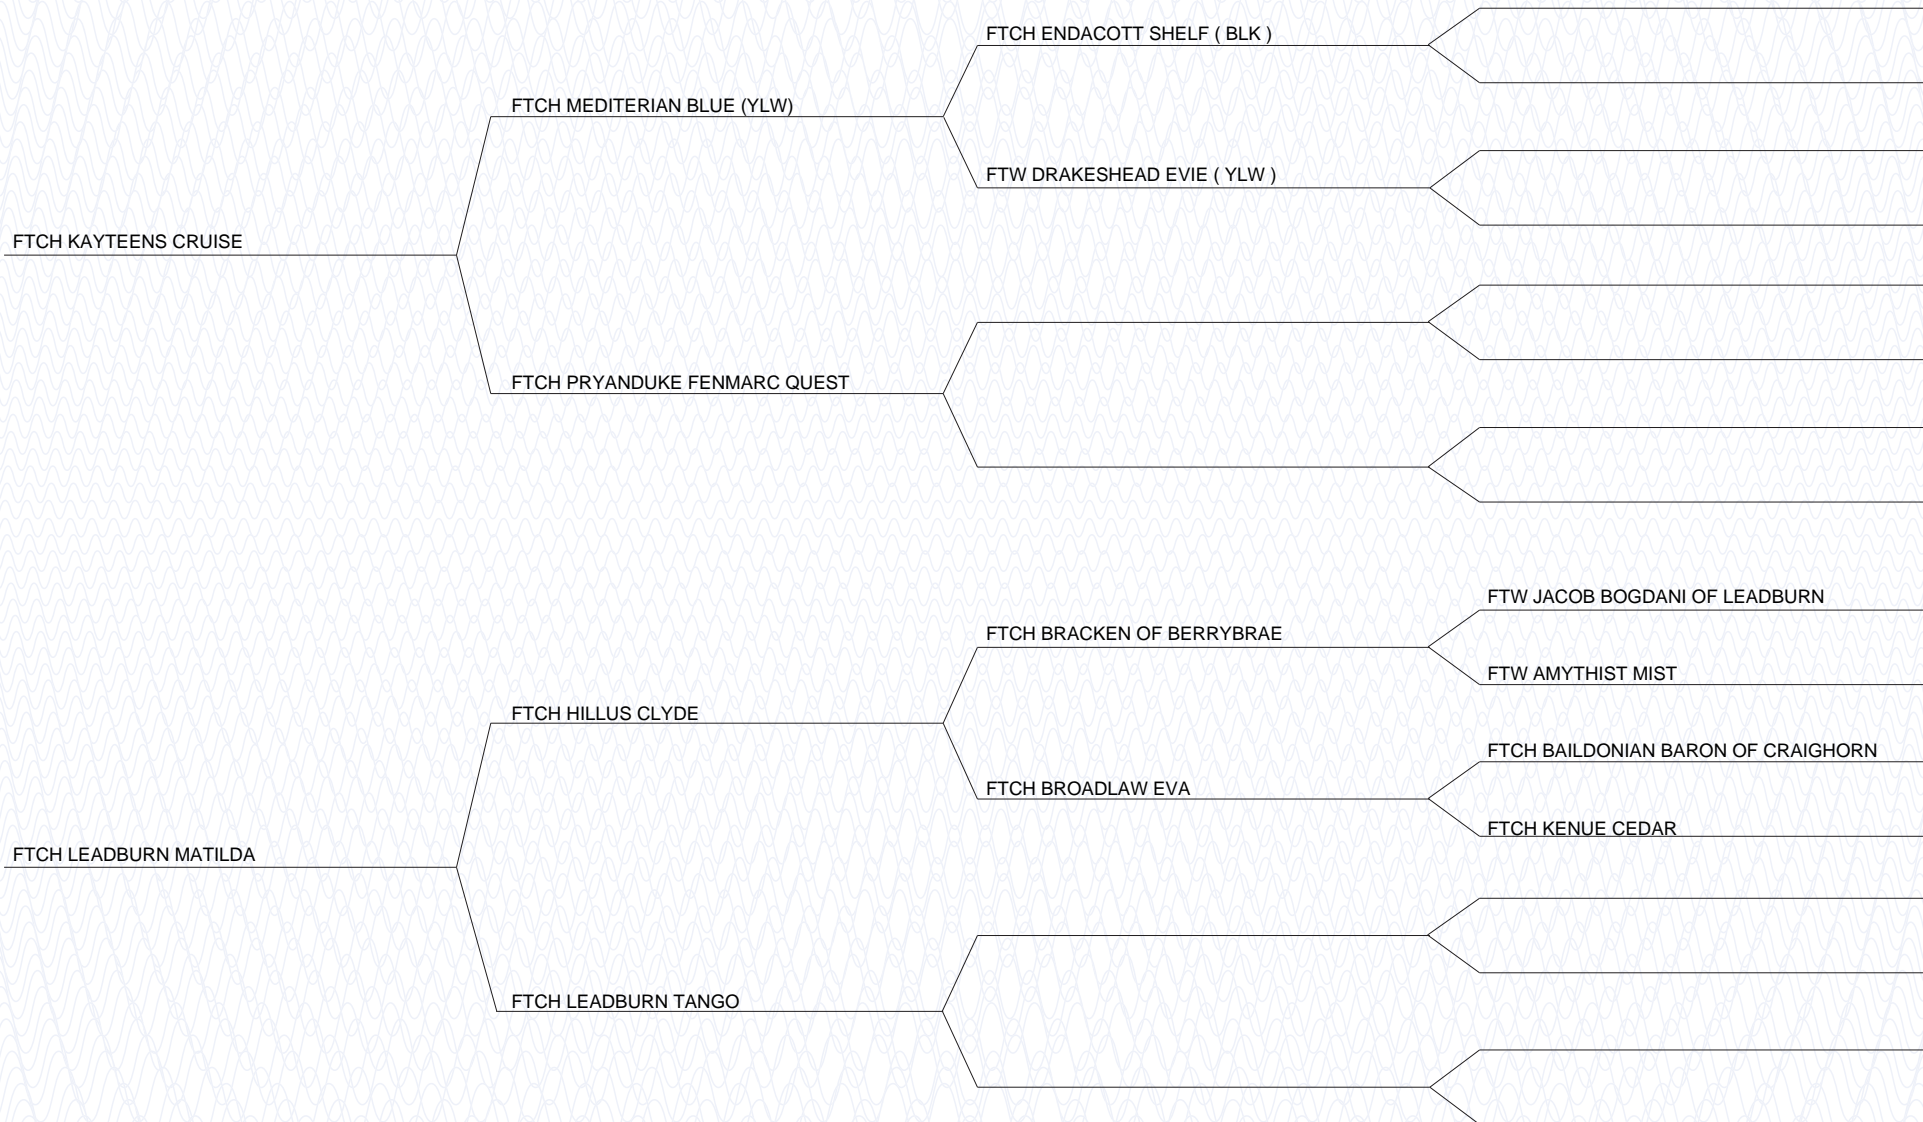 FTCH ENDACOTT SHELF ( BLK )
FTCH MEDITERIAN BLUE (YLW)
FTW DRAKESHEAD EVIE ( YLW )
FTCH KAYTEENS CRUISE
FTCH PRYANDUKE FENMARC QUEST
FTW JACOB BOGDANI OF LEADBURN
FTCH BRACKEN OF BERRYBRAE
FTW AMYTHIST MIST
FTCH HILLUS CLYDE
FTCH BAILDONIAN BARON OF CRAIGHORN
FTCH BROADLAW EVA
FTCH KENUE CEDAR
FTCH LEADBURN MATILDA
FTCH LEADBURN TANGO